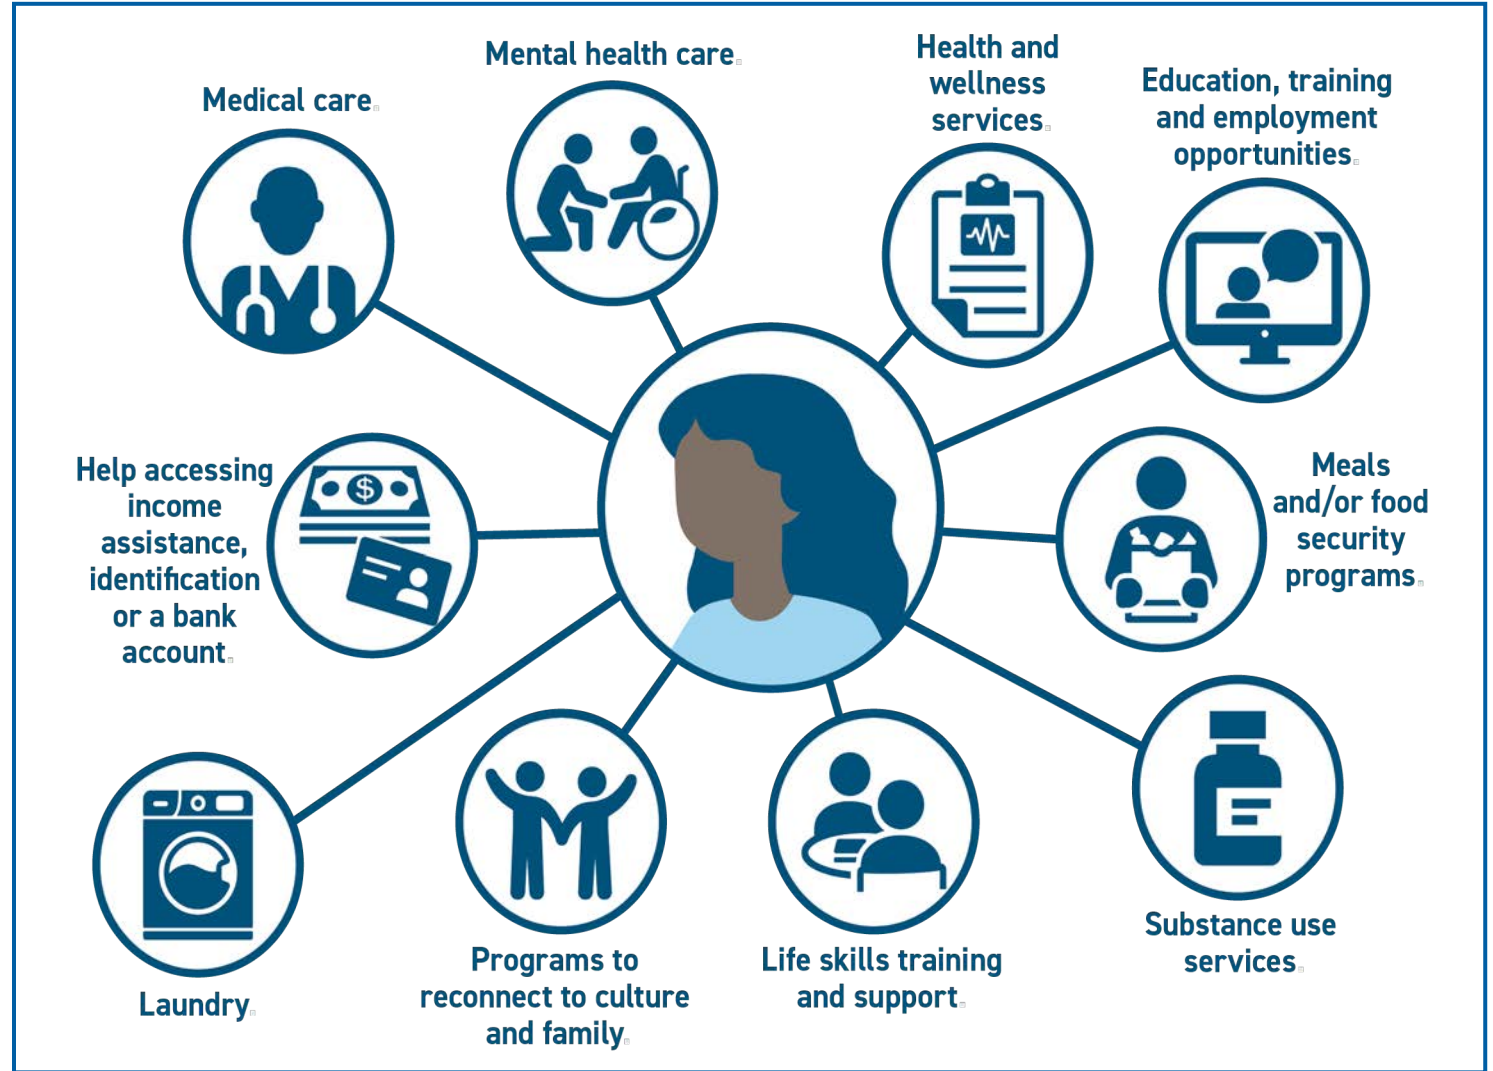 Mental health care
Health and
wellness
services
Education, training
and employment
opportunities
Medical care
Help accessing
income
assistance,
identification
or a bank
account
$
Meals
and/or food
security
programs
Substance use
services
Laundry
Programs to
reconnect to culture
and family
Life skills training
and support